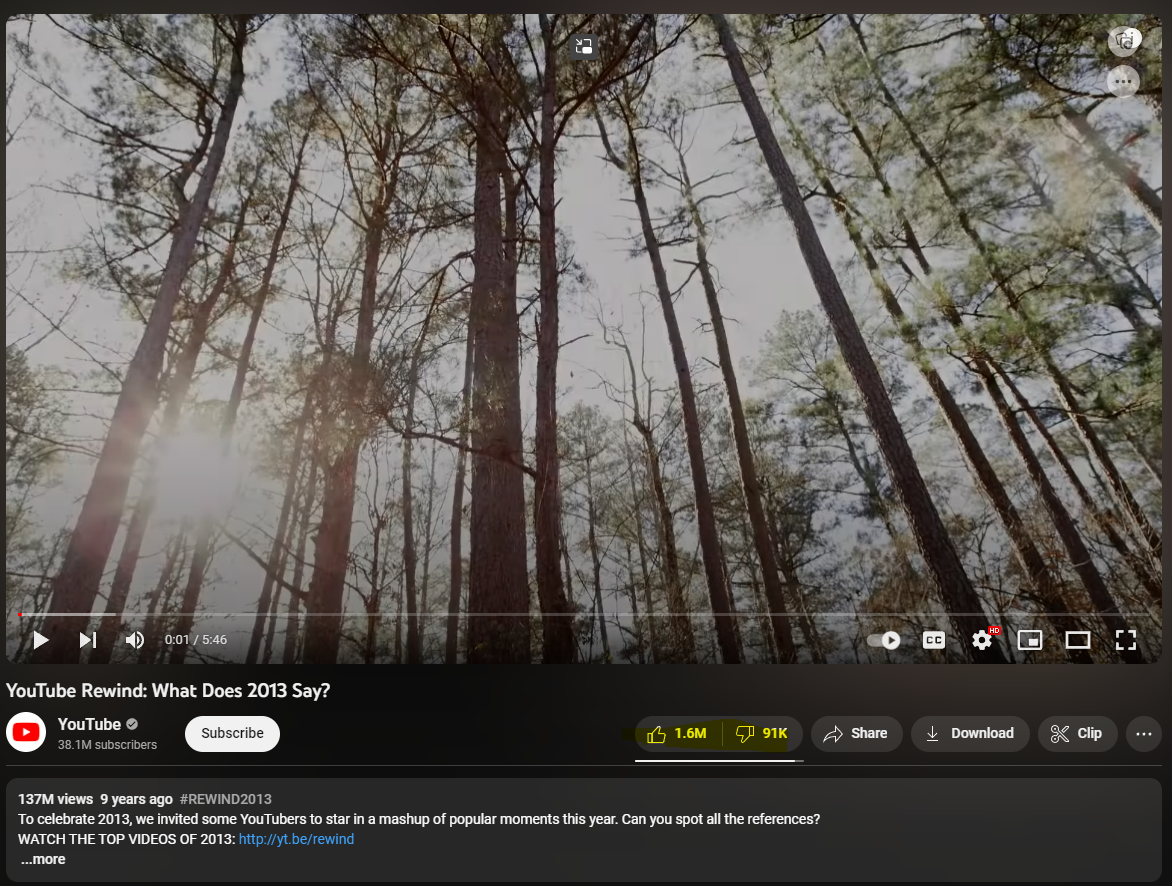 0:01 / 5:46
CC
HD
YouTube Rewind: What Does 2013 Say?
YouTube
38.1M subscribers
Subscribe
1.6M
91K
Share
Download
Clip
137M views 9 years ago #REWIND2013
To celebrate 2013, we invited some YouTubers to star in a mashup of popular moments this year. Can you spot all the references?
WATCH THE TOP VIDEOS OF 2013: http://yt.be/rewind
...more